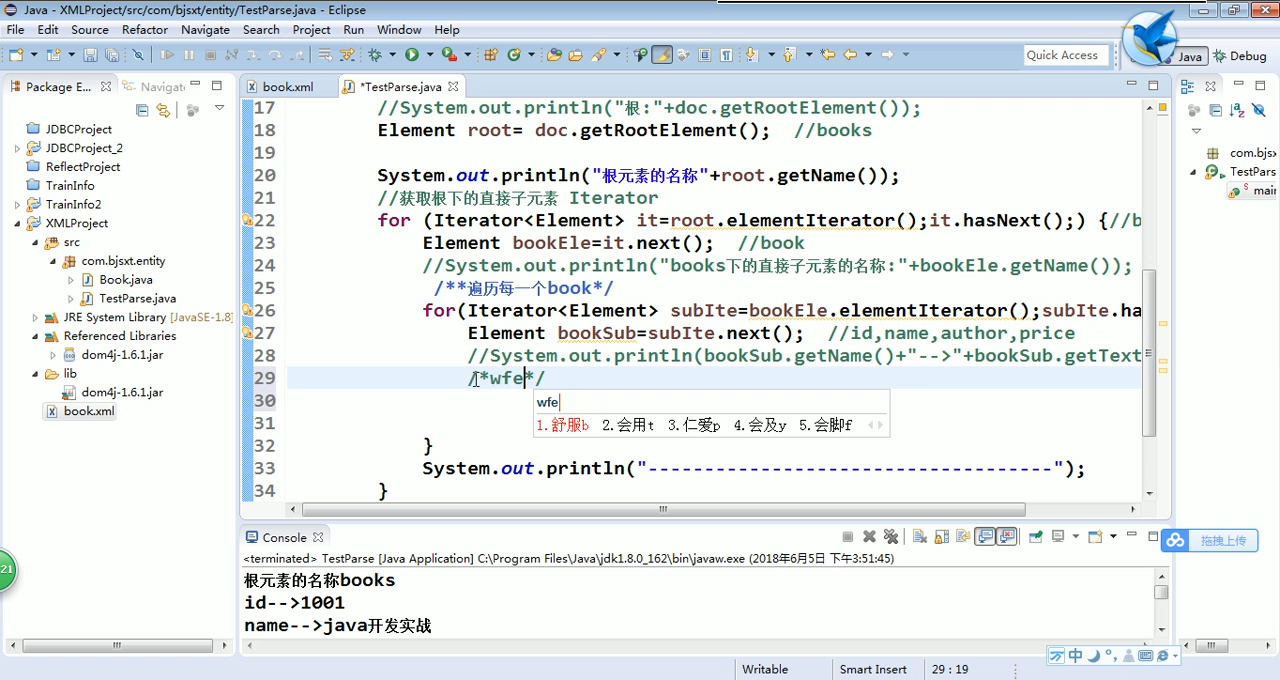 Java - XMLProject/src/com/bjsxt/entity/TestParse.java - Eclipse
File Edit Source Refactor Navigate Search Project Run Window Help
Quick Access
Java
Debug
Package E...
Navigat
book.xml
*TestParse.java
JDBCProject
JDBCProject_2
ReflectProject
TrainInfo
TrainInfo2
XMLProject
src
com.bjsxt.entity
Book.java
TestParse.java
JRE System Library [JavaSE-1.8]
Referenced Libraries
dom4j-1.6.1.jar
lib
dom4j-1.6.1.jar
book.xml
17 //System.out.println("根:"+doc.getRootElement());
18 Element root= doc.getRootElement(); //books
19
20 System.out.println("根元素的名称"+root.getName());
21 //获取根下的直接子元素 Iterator
22 for (Iterator<Element> it=root.elementIterator();it.hasNext();) {//b
23 Element bookEle=it.next(); //book
24 //System.out.println("books下的直接子元素的名称:"+bookEle.getName());
25 /**遍历每一个book*/
26 for(Iterator<Element> subIte=bookEle.elementIterator();subIte.ha
27 Element bookSub=subIte.next(); //id,name,author,price
28 //System.out.println(bookSub.getName()+"-->"+bookSub.getText
29 /*wfe*/
30
31
32 }
33 System.out.println("------------------------------------");
34 }
wfe
1.舒服b 2.会用t 3.仁爱p 4.会及y 5.会脚f
com.bjsx
TestPars
main
Console
<terminated> TestParse [Java Application] C:\Program Files\Java\jdk1.8.0_162\bin\javaw.exe (2018年6月5日 下午3:51:45)
根元素的名称books
id-->1001
name-->java开发实战
拖拽上传
21
中
Writable
Smart Insert
29 : 19